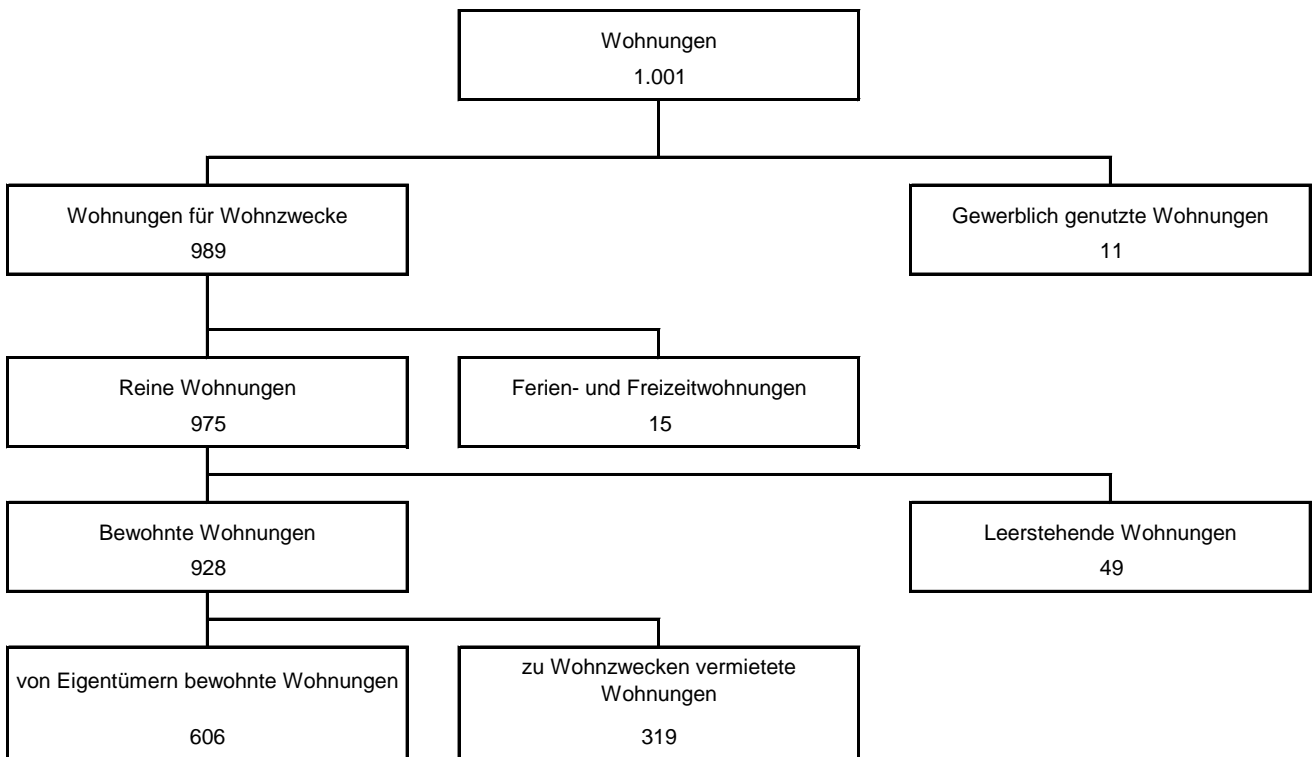 Wohnungen
1.001
Wohnungen für Wohnzwecke
989
Gewerblich genutzte Wohnungen
11
Reine Wohnungen
975
Ferien- und Freizeitwohnungen
15
Bewohnte Wohnungen
928
Leerstehende Wohnungen
49
von Eigentümern bewohnte Wohnungen
606
zu Wohnzwecken vermietete
Wohnungen
319